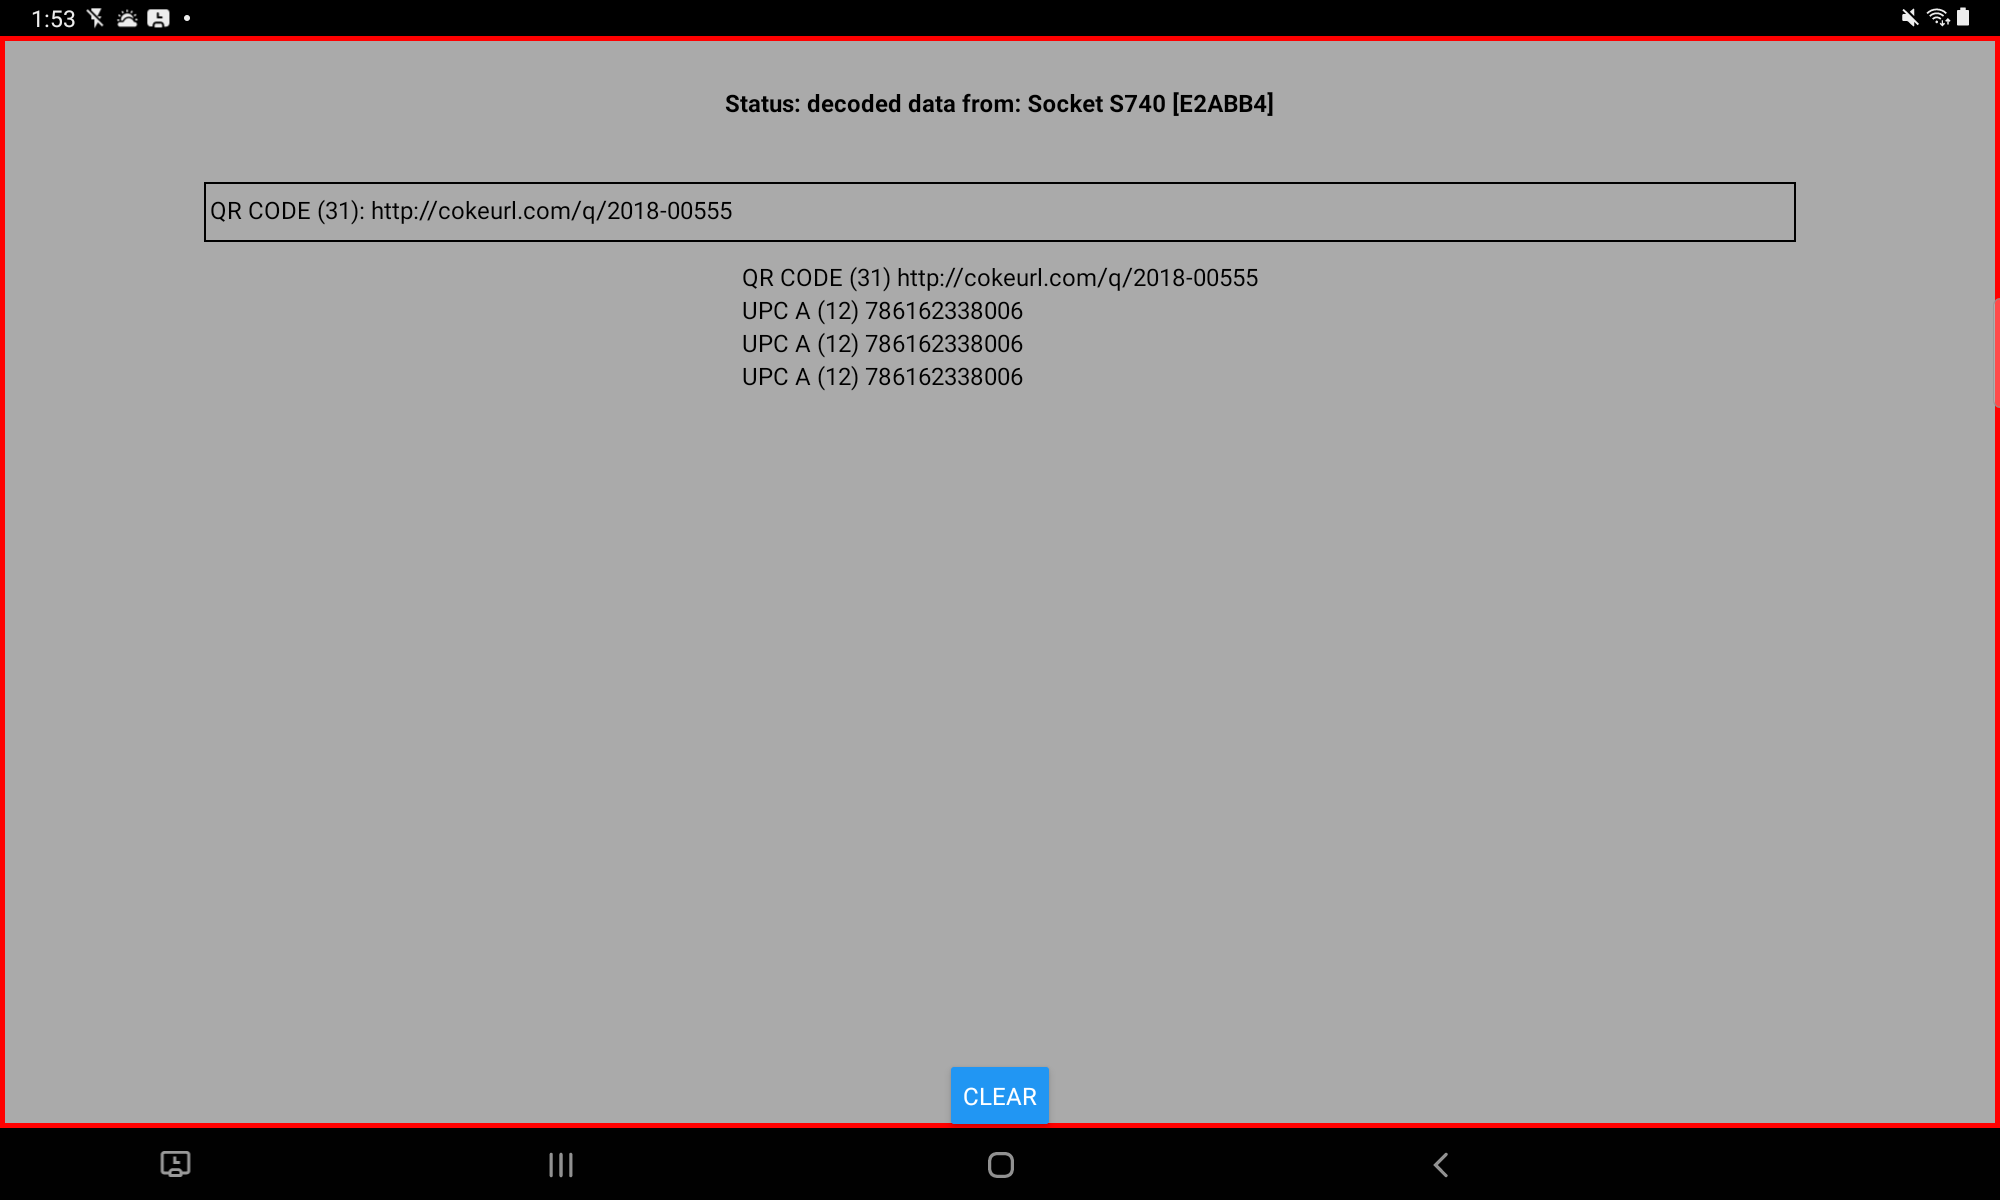 1:53
Status: decoded data from: Socket S740 [E2ABB4]
QR CODE (31): http://cokeurl.com/q/2018-00555
QR CODE (31) http://cokeurl.com/q/2018-00555
UPC A (12) 786162338006
UPC A (12) 786162338006
UPC A (12) 786162338006
CLEAR